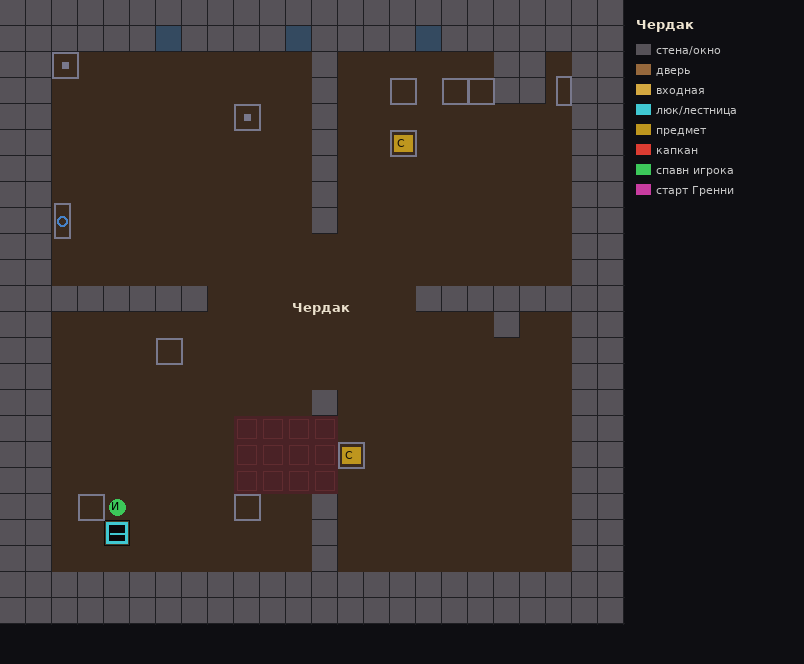 Чердак
стена/окно
дверь
входная
люк/лестница
предмет
капкан
спавн игрока
старт Гренни
С
Чердак
С
И